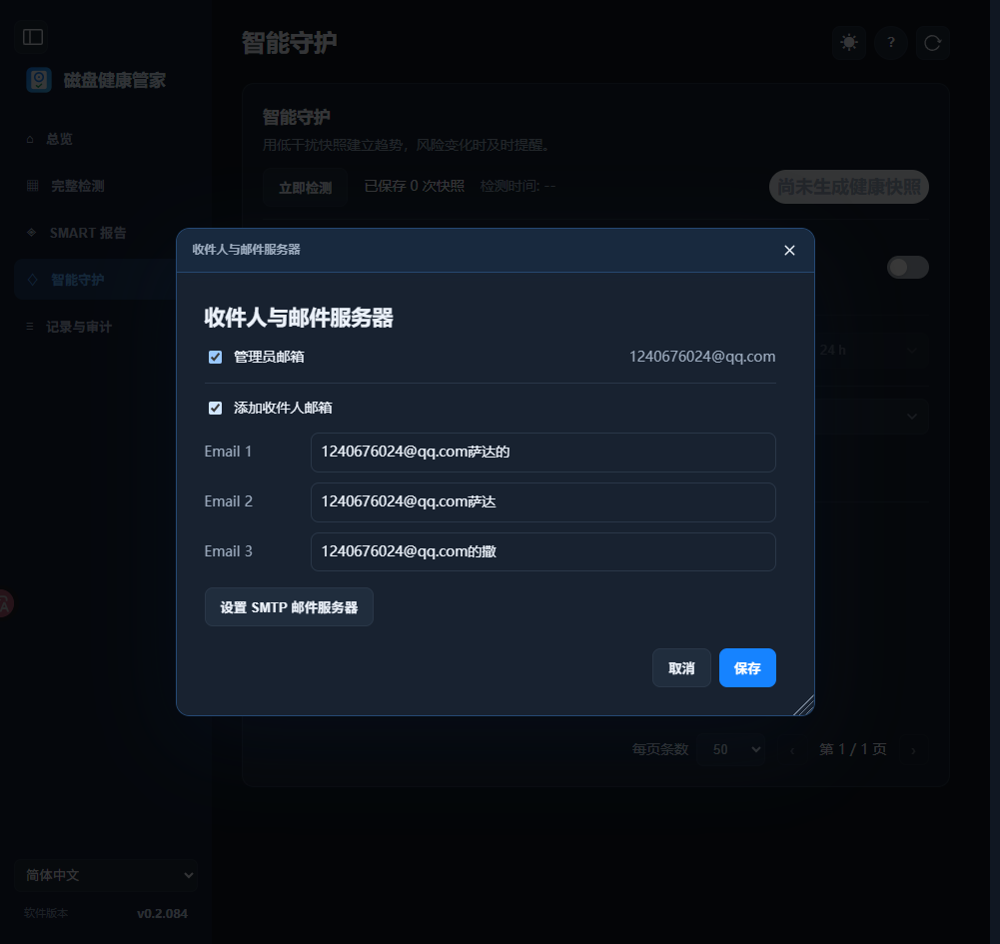 智能守护
?
磁盘健康管家
总览
完整检测
SMART 报告
智能守护
记录与审计
智能守护
用低干扰快照建立趋势，风险变化时及时提醒。
立即检测
已保存 0 次快照
检测时间: --
尚未生成健康快照
24 h
收件人与邮件服务器
收件人与邮件服务器
管理员邮箱
1240676024@qq.com
添加收件人邮箱
Email 1
1240676024@qq.com萨达的
Email 2
1240676024@qq.com萨达
Email 3
1240676024@qq.com的撒
设置 SMTP 邮件服务器
取消
保存
每页条数
50
第 1 / 1 页
简体中文
软件版本
v0.2.084